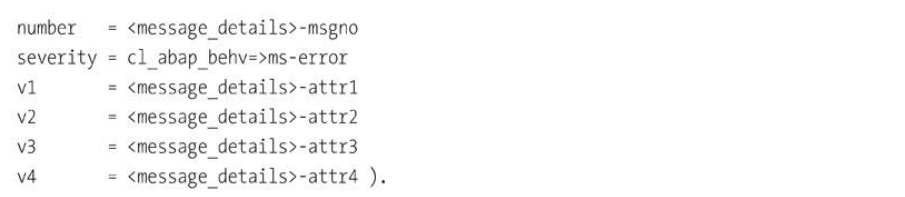 number   = <message_details>-msgno
severity = cl_abap_behv=>ms-error
v1       = <message_details>-attr1
v2       = <message_details>-attr2
v3       = <message_details>-attr3
v4       = <message_details>-attr4 ).